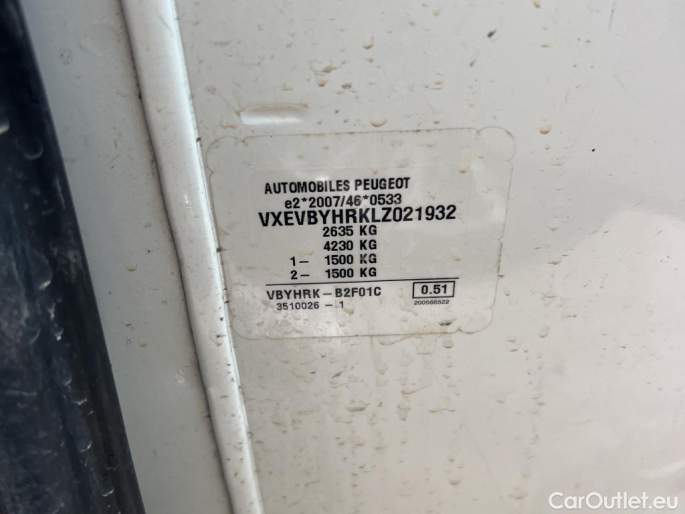 AUTOMOBILES PEUGEOT
e2*2007/46*0533
VXEVBYHRKLZ021932
2635 KG
4230 KG
1- 1500 KG
2- 1500 KG
VBYHRK-B2F01C 0.51
3510026-1
CarOutlet.eu